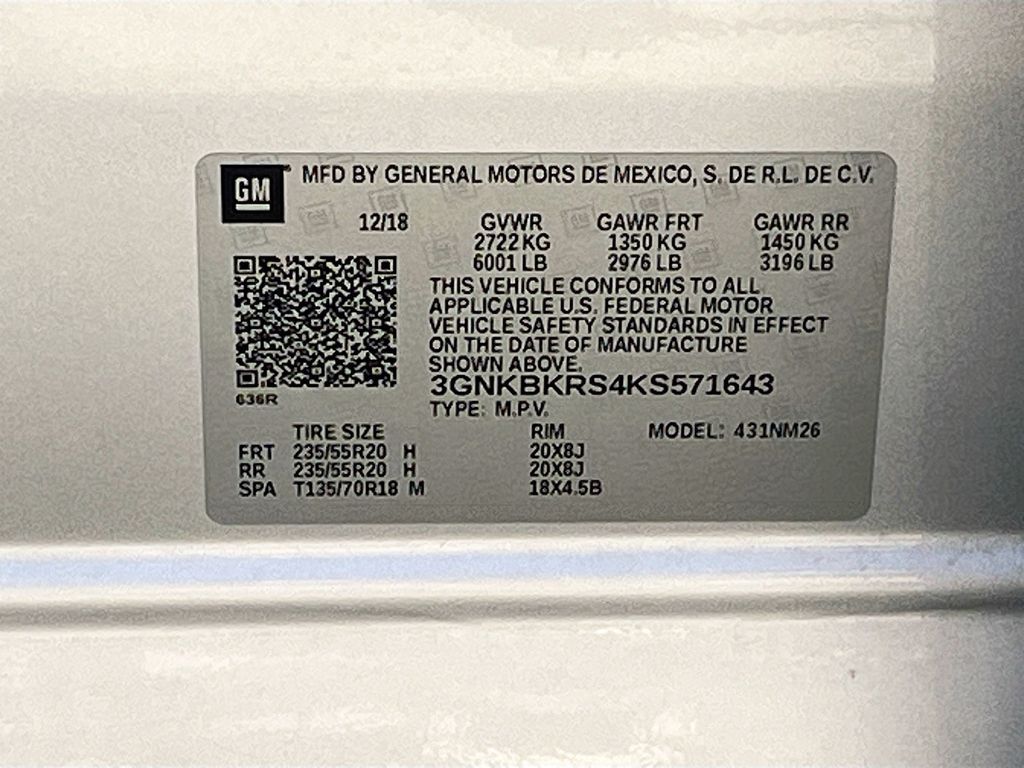 GM MFD BY GENERAL MOTORS DE MEXICO, S. DE R.L. DE C.V.
12/18 GVWR GAWR FRT GAWR RR
2722 KG 1350 KG 1450 KG
6001 LB 2976 LB 3196 LB
THIS VEHICLE CONFORMS TO ALL
APPLICABLE U.S. FEDERAL MOTOR
VEHICLE SAFETY STANDARDS IN EFFECT
ON THE DATE OF MANUFACTURE
SHOWN ABOVE.
3GNKBKRS4KS571643
636R
TYPE: M.P.V.
TIRE SIZE RIM MODEL: 431NM26
FRT 235/55R20 H 20X8J
RR 235/55R20 H 20X8J
SPA T135/70R18 M 18X4.5B